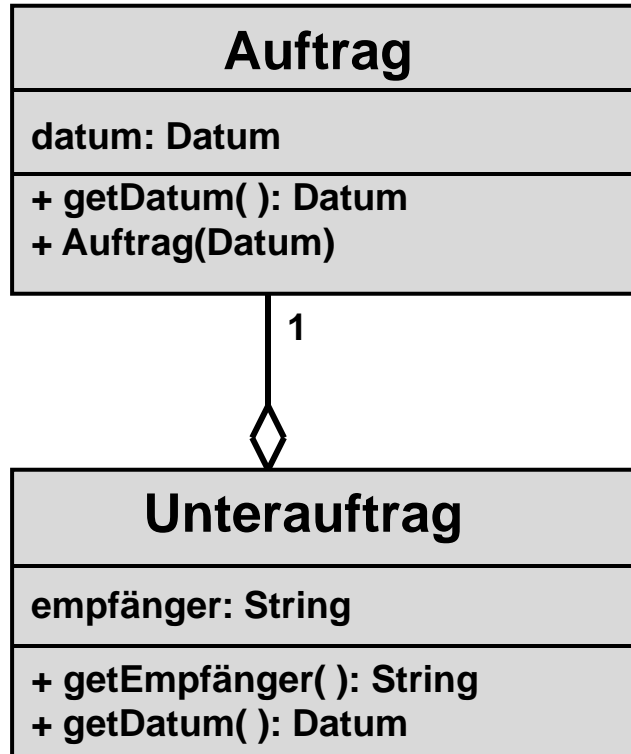 Auftrag
datum: Datum
+ getDatum( ): Datum
+ Auftrag(Datum)
1
Unterauftrag
empfänger: String
+ getEmpfänger( ): String
+ getDatum( ): Datum